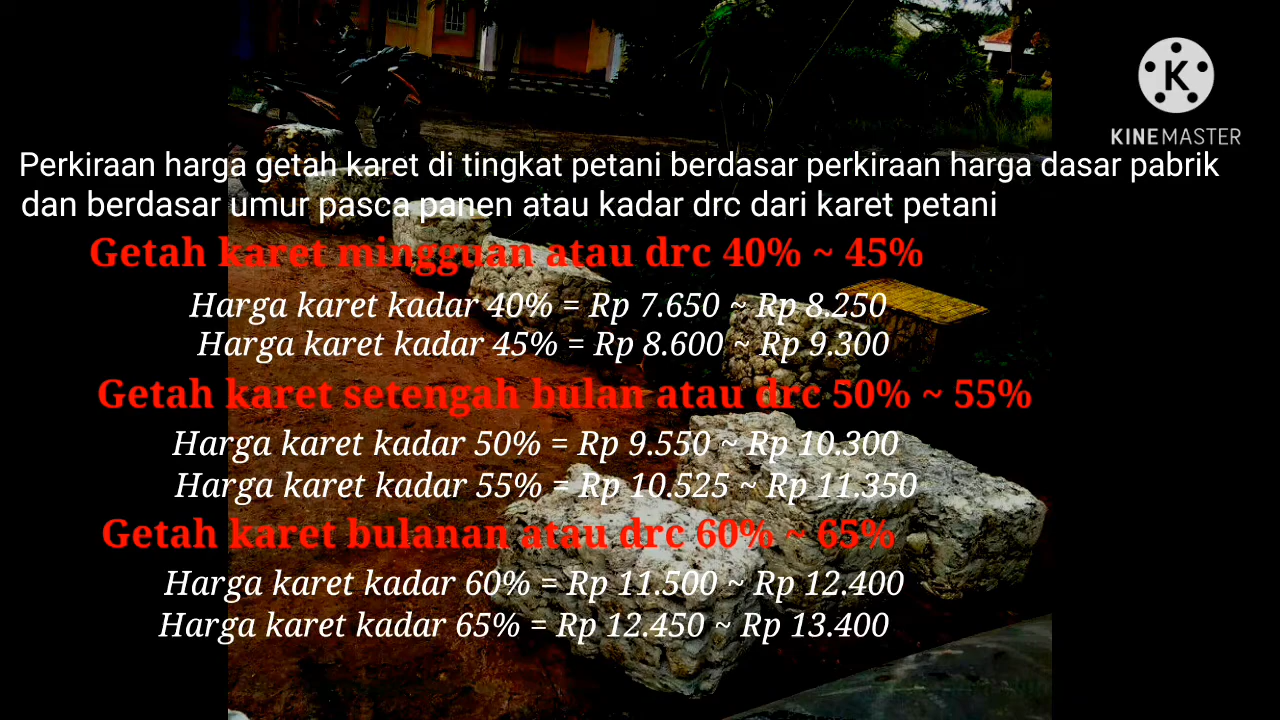 KINEMASTER
Perkiraan harga getah karet di tingkat petani berdasar perkiraan harga dasar pabrik
dan berdasar umur pasca panen atau kadar drc dari karet petani
Getah karet mingguan atau drc 40% ~ 45%
Harga karet kadar 40% = Rp 7.650 ~ Rp 8.250
Harga karet kadar 45% = Rp 8.600 ~ Rp 9.300
Getah karet setengah bulan atau drc 50% ~ 55%
Harga karet kadar 50% = Rp 9.550 ~ Rp 10.300
Harga karet kadar 55% = Rp 10.525 ~ Rp 11.350
Getah karet bulanan atau drc 60% ~ 65%
Harga karet kadar 60% = Rp 11.500 ~ Rp 12.400
Harga karet kadar 65% = Rp 12.450 ~ Rp 13.400